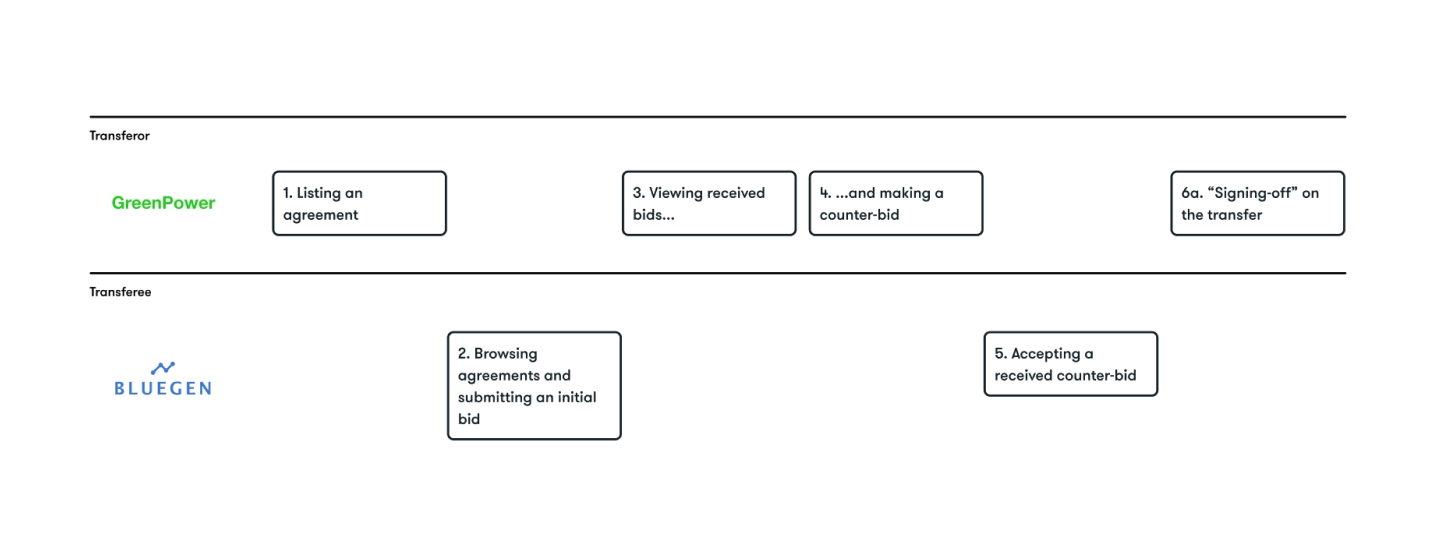 Transferor
GreenPower
1. Listing an
agreement
3. Viewing received
bids...
4. ...and making a
counter-bid
6a. “Signing-off” on
the transfer
Transferee
BLUEGEN
2. Browsing
agreements and
submitting an initial
bid
5. Accepting a
received counter-bid